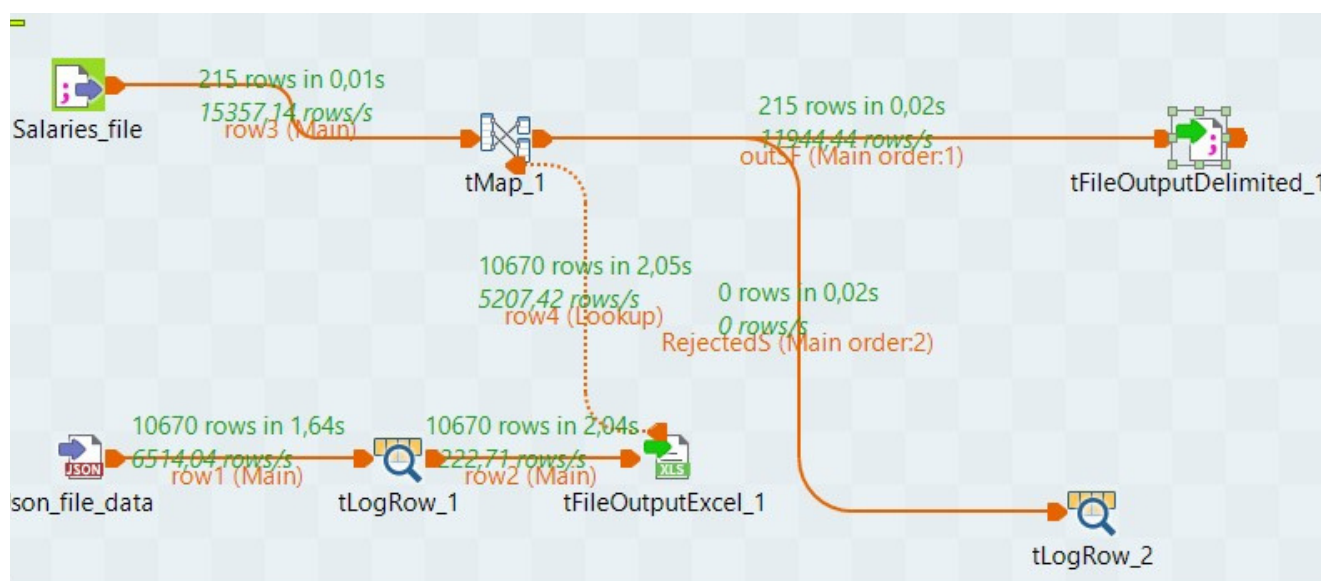 215 rows in 0,01s
15357,14 rows/s
row3 (Main)
Salaries_file
tMap_1
215 rows in 0,02s
11944,44 rows/s
outSF (Main order:1)
tFileOutputDelimited_1
10670 rows in 2,05s
5207,42 rows/s
row4 (Lookup)
0 rows in 0,02s
0 rows/s
RejectedS (Main order:2)
10670 rows in 1,64s
6514,04 rows/s
row1 (Main)
10670 rows in 2,04s
222,71 rows/s
row2 (Main)
JSON
XLS
son_file_data
tLogRow_1
tFileOutputExcel_1
tLogRow_2